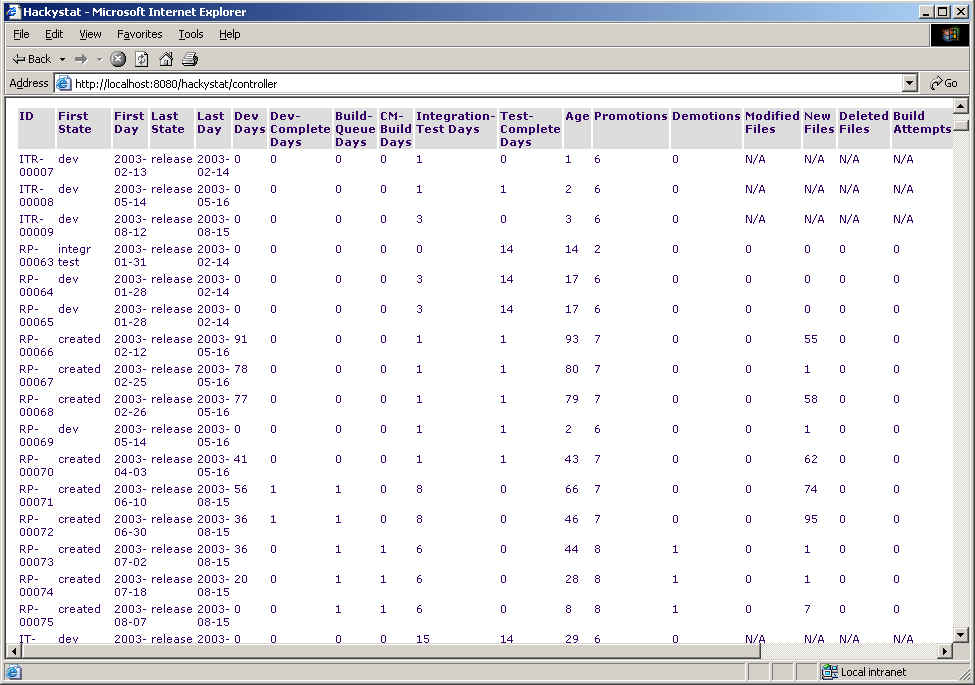 Hackystat - Microsoft Internet Explorer
File Edit View Favorites Tools Help
Back
Address http://localhost:8080/hackystat/controller Go
ID First State First Day Last State Last Day Dev Days Dev-Complete Days Build-Queue Days CM-Build Days Integration-Test Days Test-Complete Days Age Promotions Demotions Modified Files New Files Deleted Files Build Attempts
ITR-00007 dev 2003-02-13 release 2003-02-14 0 0 0 0 1 0 1 6 0 N/A N/A N/A N/A
ITR-00008 dev 2003-05-14 release 2003-05-16 0 0 0 0 1 1 2 6 0 N/A N/A N/A N/A
ITR-00009 dev 2003-08-12 release 2003-08-15 0 0 0 0 3 0 3 6 0 N/A N/A N/A N/A
RP-00063 integr test 2003-01-31 release 2003-02-14 0 0 0 0 0 14 14 2 0 0 0 0 0
RP-00064 dev 2003-01-28 release 2003-02-14 0 0 0 0 3 14 17 6 0 0 0 0 0
RP-00065 dev 2003-01-28 release 2003-02-14 0 0 0 0 3 14 17 6 0 0 0 0 0
RP-00066 created 2003-02-12 release 2003-05-16 91 0 0 0 1 1 93 7 0 0 55 0 0
RP-00067 created 2003-02-25 release 2003-05-16 78 0 0 0 1 1 80 7 0 0 1 0 0
RP-00068 created 2003-02-26 release 2003-05-16 77 0 0 0 1 1 79 7 0 0 58 0 0
RP-00069 dev 2003-05-14 release 2003-05-16 0 0 0 0 1 1 2 6 0 0 1 0 0
RP-00070 created 2003-04-03 release 2003-05-16 41 0 0 0 1 1 43 7 0 0 62 0 0
RP-00071 created 2003-06-10 release 2003-08-15 56 1 1 0 8 0 66 7 0 0 74 0 0
RP-00072 created 2003-06-30 release 2003-08-15 36 1 1 0 8 0 46 7 0 0 95 0 0
RP-00073 created 2003-07-02 release 2003-08-15 36 0 1 1 6 0 44 8 1 0 1 0 0
RP-00074 created 2003-07-18 release 2003-08-15 20 0 1 1 6 0 28 8 1 0 1 0 0
RP-00075 created 2003-08-07 release 2003-08-15 0 0 1 1 6 0 8 8 1 0 7 0 0
IT- dev 2003- release 2003- 0 0 0 0 15 14 29 6 0 N/A N/A N/A N/A
Local intranet